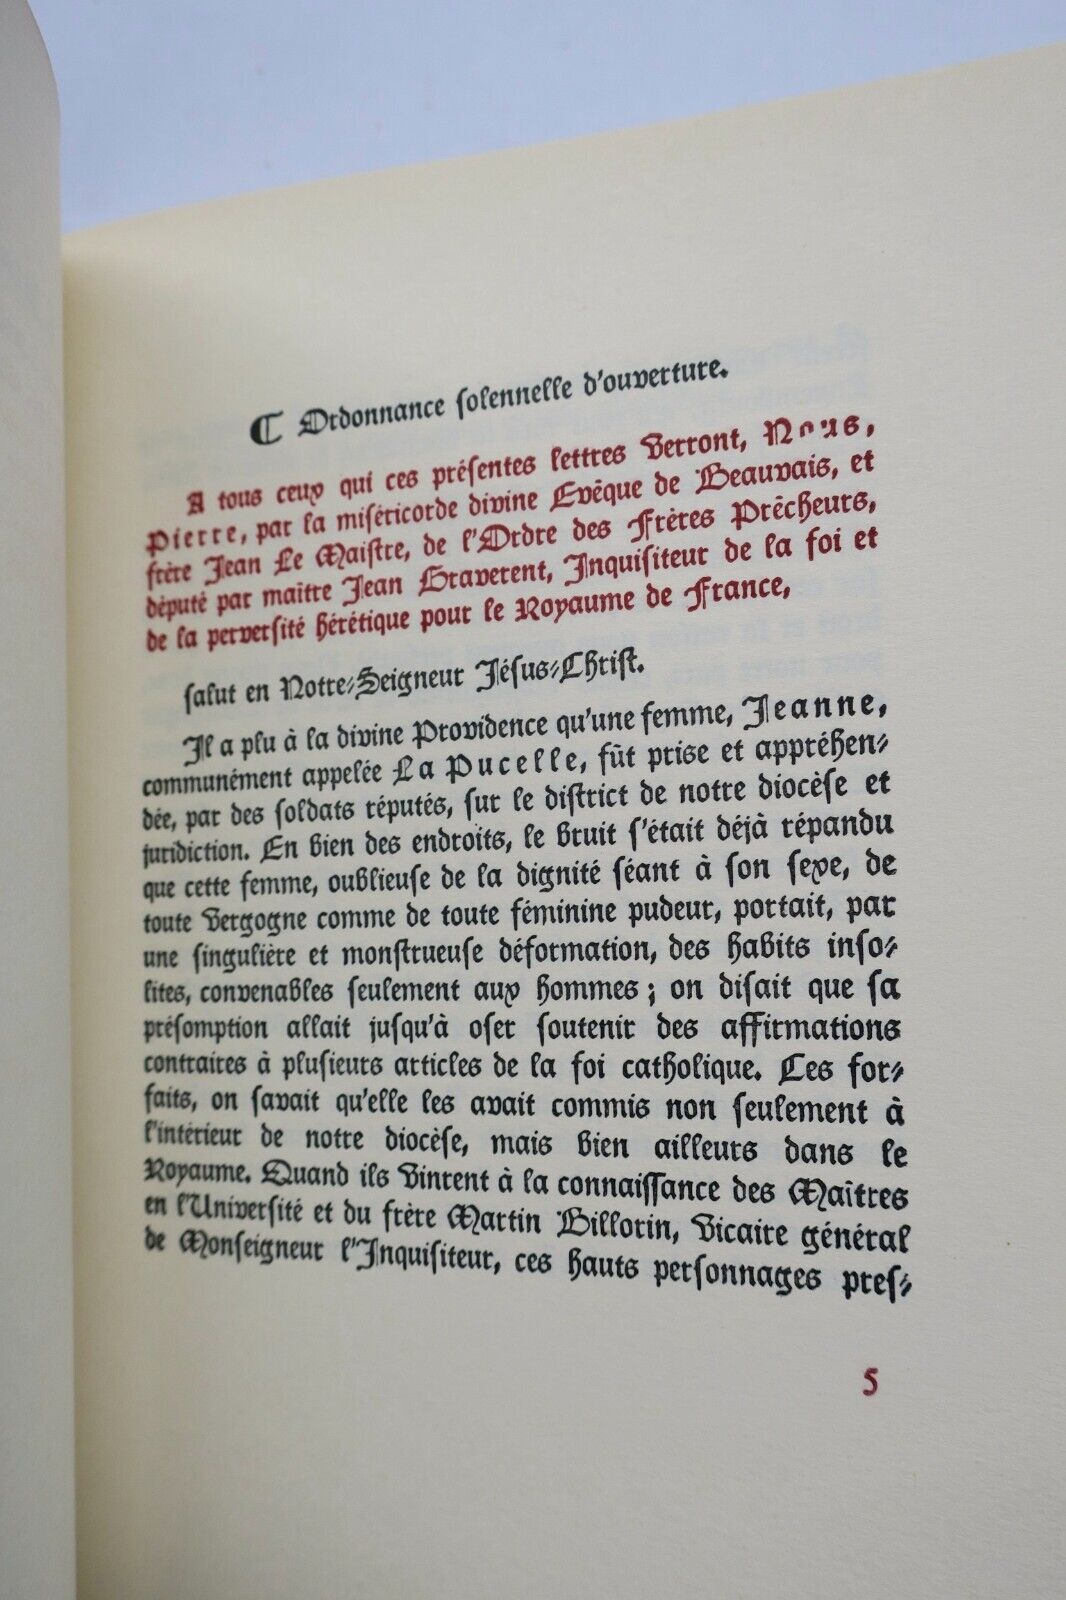 ℂ Ordonnance solennelle d'ouverture.
A tous ceux qui ces présentes lettres verront, Nous,
Pierre, par la miséricorde divine Evêque de Beauvais, et
frère Jean Le Maistre, de l'Ordre des Frères Prêcheurs,
député par maître Jean Graverent, Inquisiteur de la foi et
de la perversité hérétique pour le Royaume de France,
salut en Notre-Seigneur Jésus-Christ.
Il a plu à la divine Providence qu'une femme, Jeanne,
communément appelée La Pucelle, fût prise et appréhen-
dée, par des soldats réputés, sur le district de notre diocèse et
juridiction. En bien des endroits, le bruit s'était déjà répandu
que cette femme, oublieuse de la dignité séant à son sexe, de
toute vergogne comme de toute féminine pudeur, portait, par
une singulière et monstrueuse déformation, des habits inso-
lites, convenables seulement aux hommes ; on disait que sa
présomption allait jusqu'à oser soutenir des affirmations
contraires à plusieurs articles de la foi catholique. Ces for-
faits, on savait qu'elle les avait commis non seulement à
l'intérieur de notre diocèse, mais bien ailleurs dans le
Royaume. Quand ils vinrent à la connaissance des Maîtres
en l'Université et du frère Martin Billorin, Vicaire général
de Monseigneur l'Inquisiteur, ces hauts personnages pres-
5